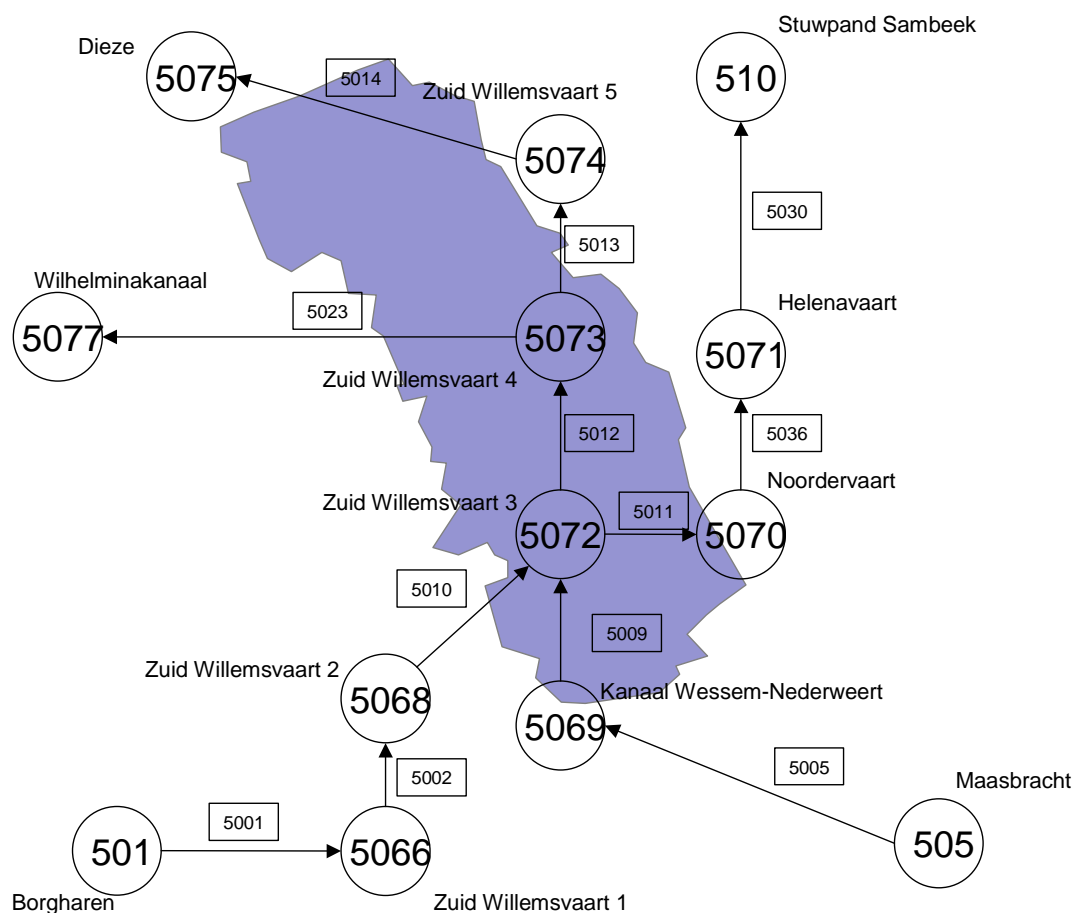 Stuwpand Sambeek
Dieze
5075
5014
Zuid Willemsvaart 5
510
5074
5030
5013
Wilhelminakanaal
5023
Helenavaart
5077
5073
5071
Zuid Willemsvaart 4
5012
5036
Noordervaart
Zuid Willemsvaart 3
5011
5072
5070
5010
5009
Zuid Willemsvaart 2
Kanaal Wessem-Nederweert
5068
5069
5002
5005
Maasbracht
5001
501
5066
505
Borgharen
Zuid Willemsvaart 1